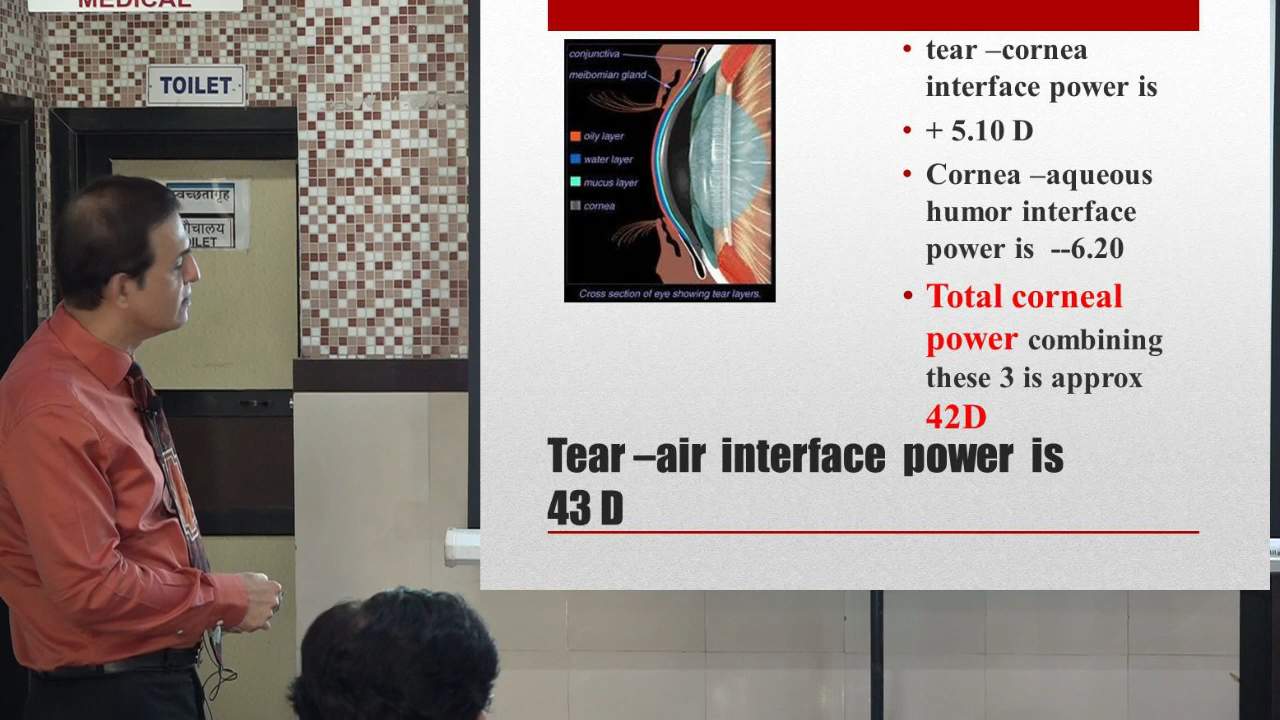 MEDICAL
TOILET
स्वच्छतागृह
शौचालय
TOILET
conjunctiva
meibomian gland
oily layer
water layer
mucus layer
cornea
Cross section of eye showing tear layers.
• tear –cornea
interface power is
• + 5.10 D
• Cornea –aqueous
humor interface
power is --6.20
• Total corneal
power combining
these 3 is approx
42D
Tear –air interface power is
43 D